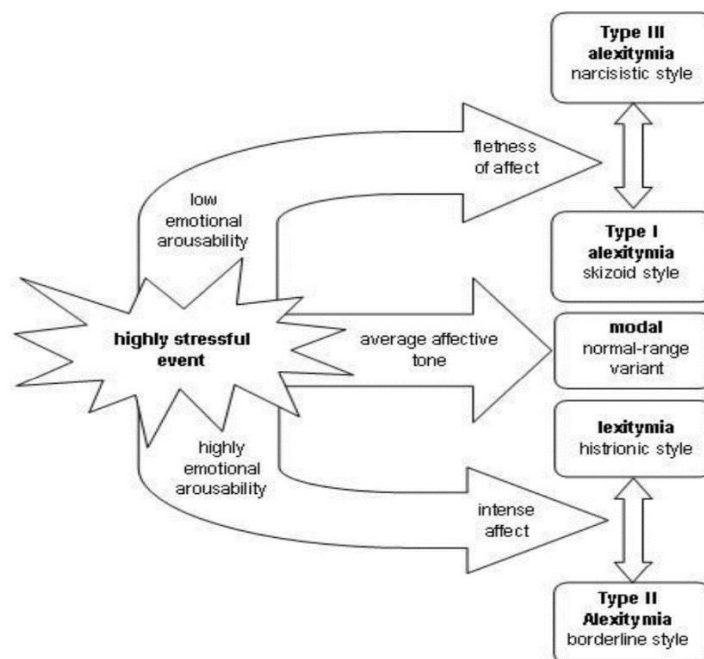 Type III
alexitymia
narcisistic style
fletness
of affect
low
emotional
arousability
Type I
alexitymia
skizoid style
highly stressful
event
average affective
tone
modal
normal-range
variant
lexitymia
histrionic style
highly
emotional
arousability
intense
affect
Type II
Alexitymia
borderline style